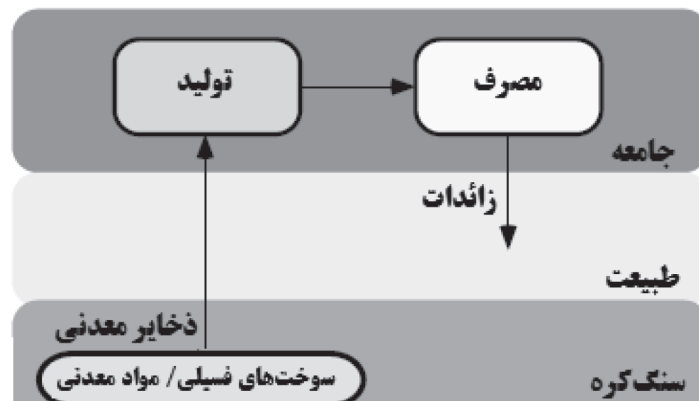 مصرف
تولید
جامعه
زائدات
طبیعت
ذخایر معدنی
سوخت‌های فسیلی/ مواد معدنی
سنگ‌کره